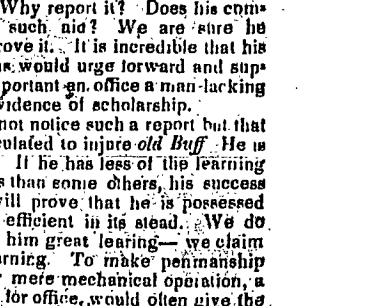 Why report it? Does his com-
such aid? We are sure he
rove it. It is incredible that his
ns would urge forward and sup-
portant an office a man lacking
vidence of scholarship.
not notice such a report but that
culated to injure old Buff He is
If he has less of the learning
s than some others, his success
vill prove that he is possessed
efficient in its stead. We do
him great learing— we claim
arning. To make penmanship
mere mechanical operation, a
for office, would often give the